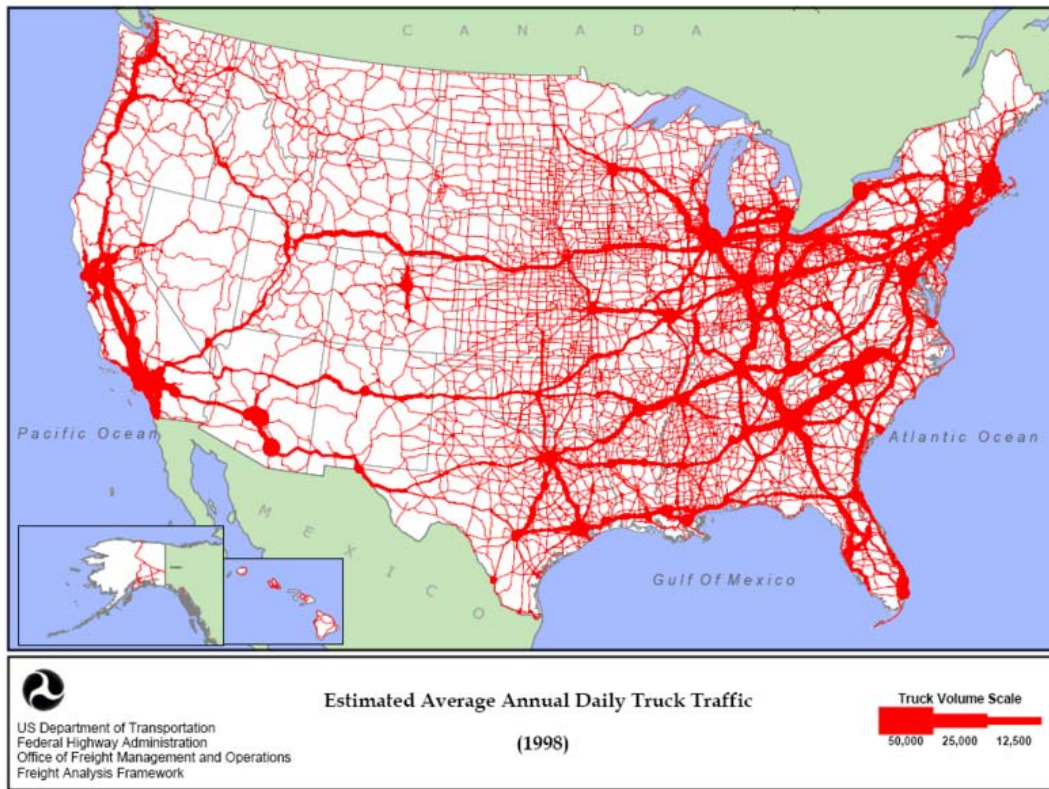 C A N A D A
Pacific Ocean
Atlantic Ocean
M E X I C O
Gulf Of Mexico
US Department of Transportation
Federal Highway Administration
Office of Freight Management and Operations
Freight Analysis Framework
Estimated Average Annual Daily Truck Traffic
(1998)
Truck Volume Scale
50,000 25,000 12,500